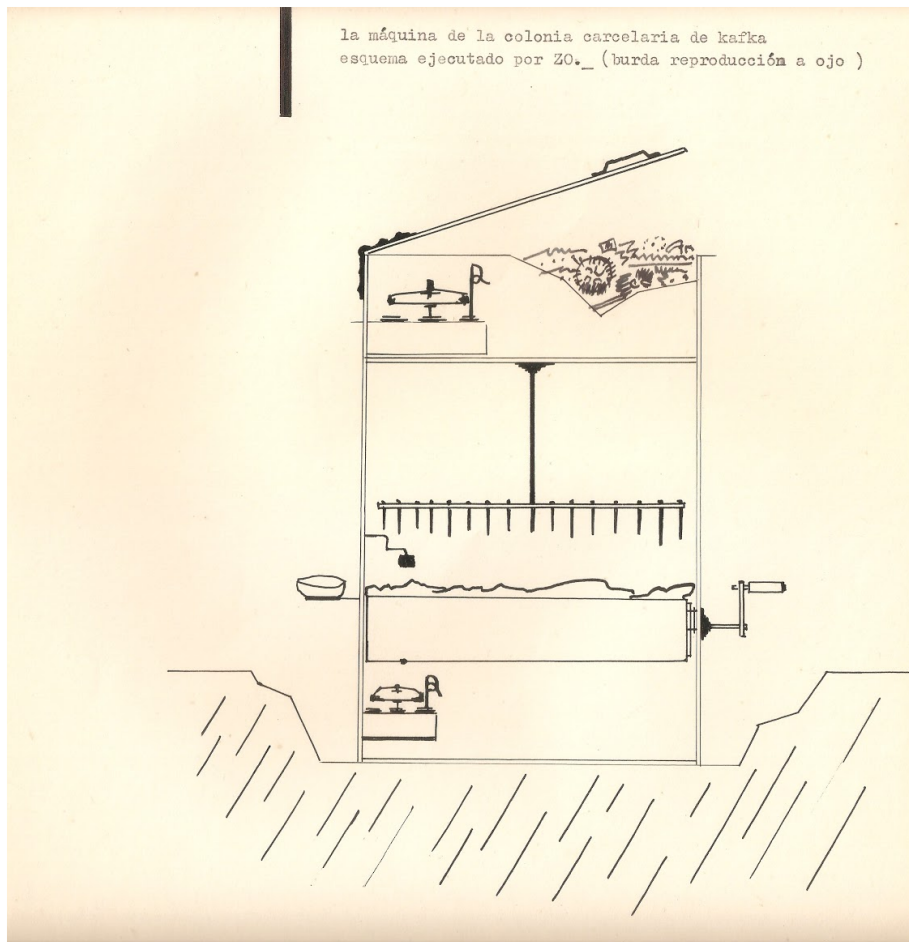 la máquina de la colonia carcelaria de kafka
esquema ejecutado por ZO._ (burda reproducción a ojo )